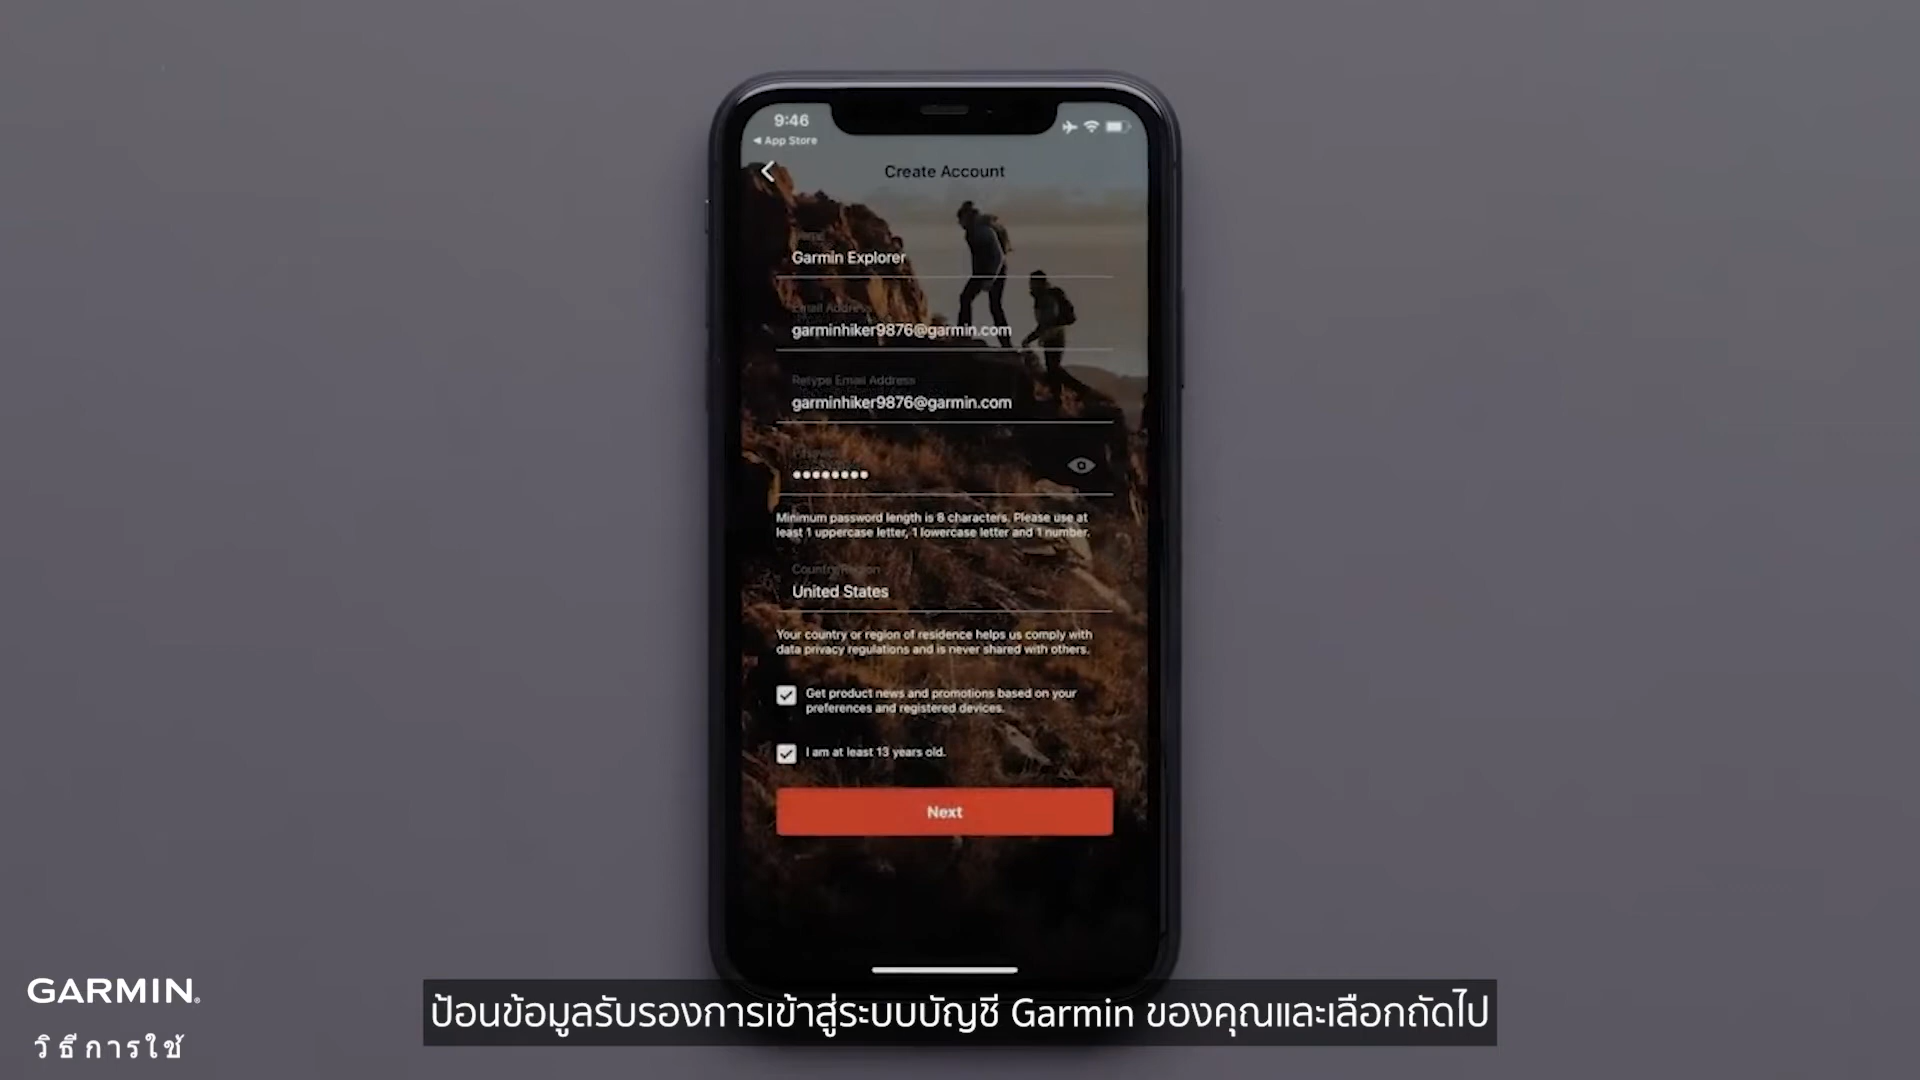 9:46
App Store
Create Account
Garmin Explorer
Email Address
garminhiker9876@garmin.com
Retype Email Address
garminhiker9876@garmin.com
Password
Minimum password length is 8 characters. Please use at
least 1 uppercase letter, 1 lowercase letter and 1 number.
Country/Region
United States
Your country or region of residence helps us comply with
data privacy regulations and is never shared with others.
Get product news and promotions based on your
preferences and registered devices.
I am at least 13 years old.
Next
GARMIN
วิธีการใช้
ป้อนข้อมูลรับรองการเข้าสู่ระบบบัญชี Garmin ของคุณและเลือกถัดไป